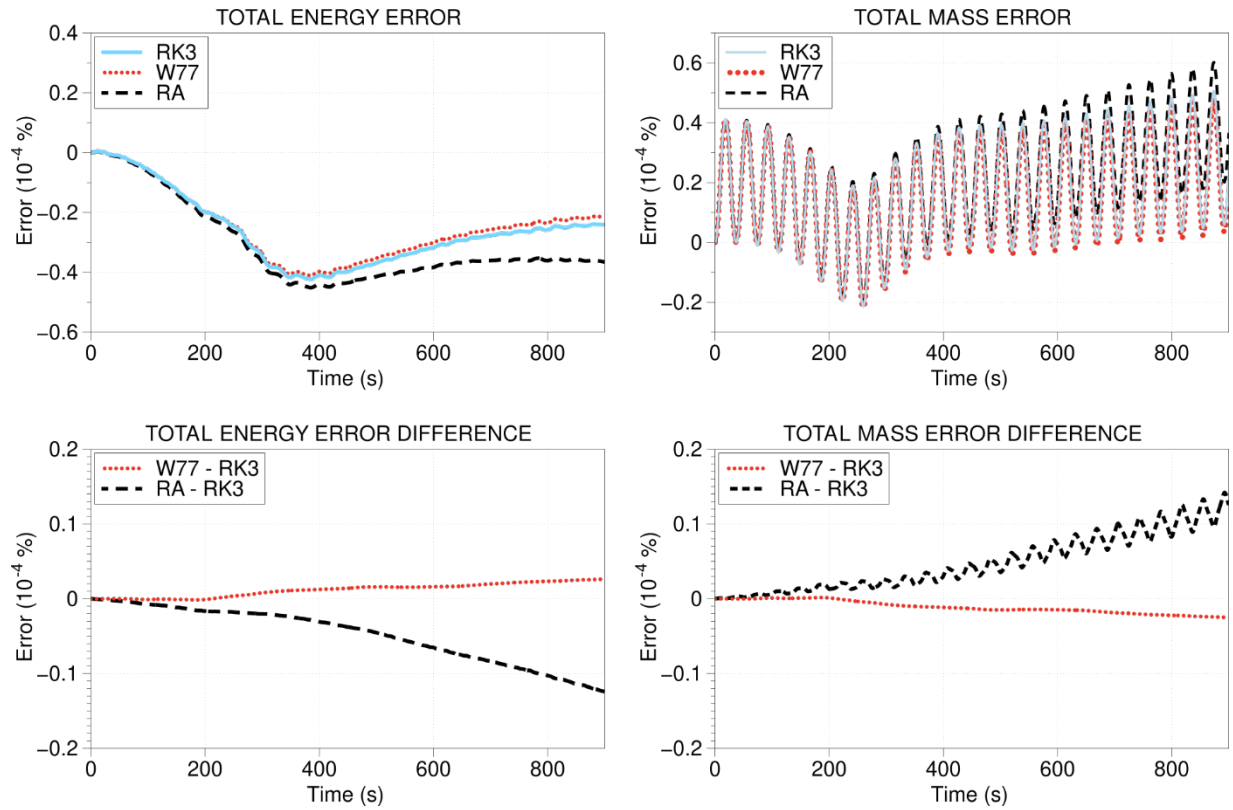 TOTAL ENERGY ERROR
RK3
W77
RA
Error (10⁻⁴ %)
0.4
0.2
0
−0.2
−0.4
−0.6
0 200 400 600 800
Time (s)
TOTAL MASS ERROR
RK3
W77
RA
Error (10⁻⁴ %)
0.6
0.4
0.2
0
−0.2
0 200 400 600 800
Time (s)
TOTAL ENERGY ERROR DIFFERENCE
W77 - RK3
RA - RK3
Error (10⁻⁴ %)
0.2
0.1
0
−0.1
−0.2
0 200 400 600 800
Time (s)
TOTAL MASS ERROR DIFFERENCE
W77 - RK3
RA - RK3
Error (10⁻⁴ %)
0.2
0.1
0
−0.1
−0.2
0 200 400 600 800
Time (s)